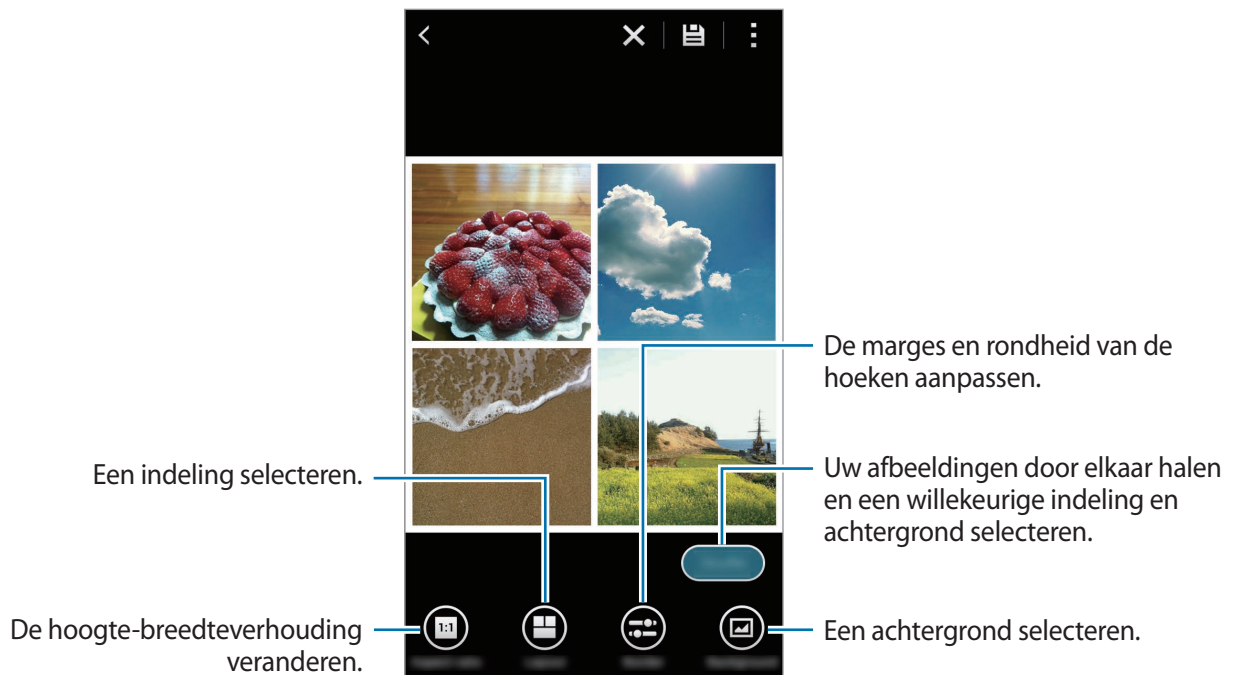 De marges en rondheid van de
hoeken aanpassen.
Een indeling selecteren.
Uw afbeeldingen door elkaar halen
en een willekeurige indeling en
achtergrond selecteren.
1:1
De hoogte-breedteverhouding
veranderen.
Een achtergrond selecteren.